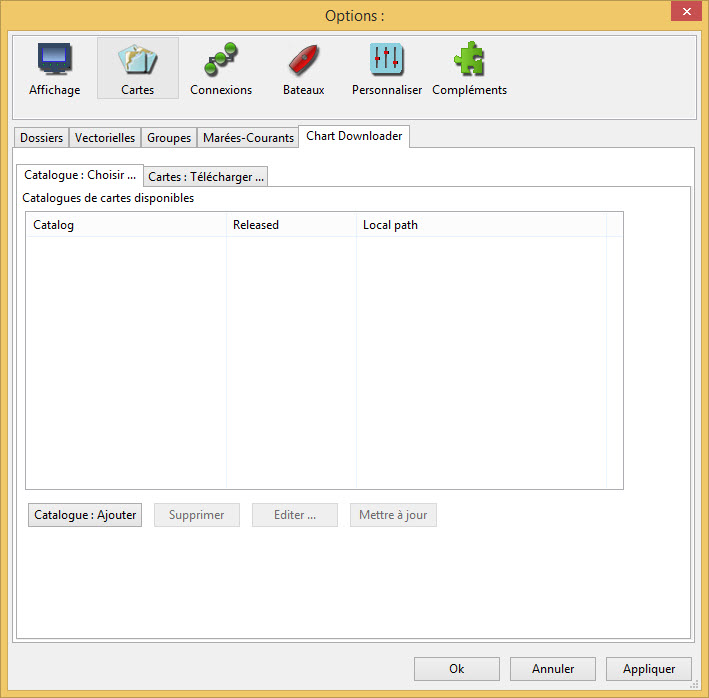 Options :
Affichage Cartes Connexions Bateaux Personnaliser Compléments
Dossiers Vectorielles Groupes Marées-Courants Chart Downloader
Catalogue : Choisir ... Cartes : Télécharger ...
Catalogues de cartes disponibles
Catalog Released Local path
Catalogue : Ajouter Supprimer Editer ... Mettre à jour
Ok Annuler Appliquer